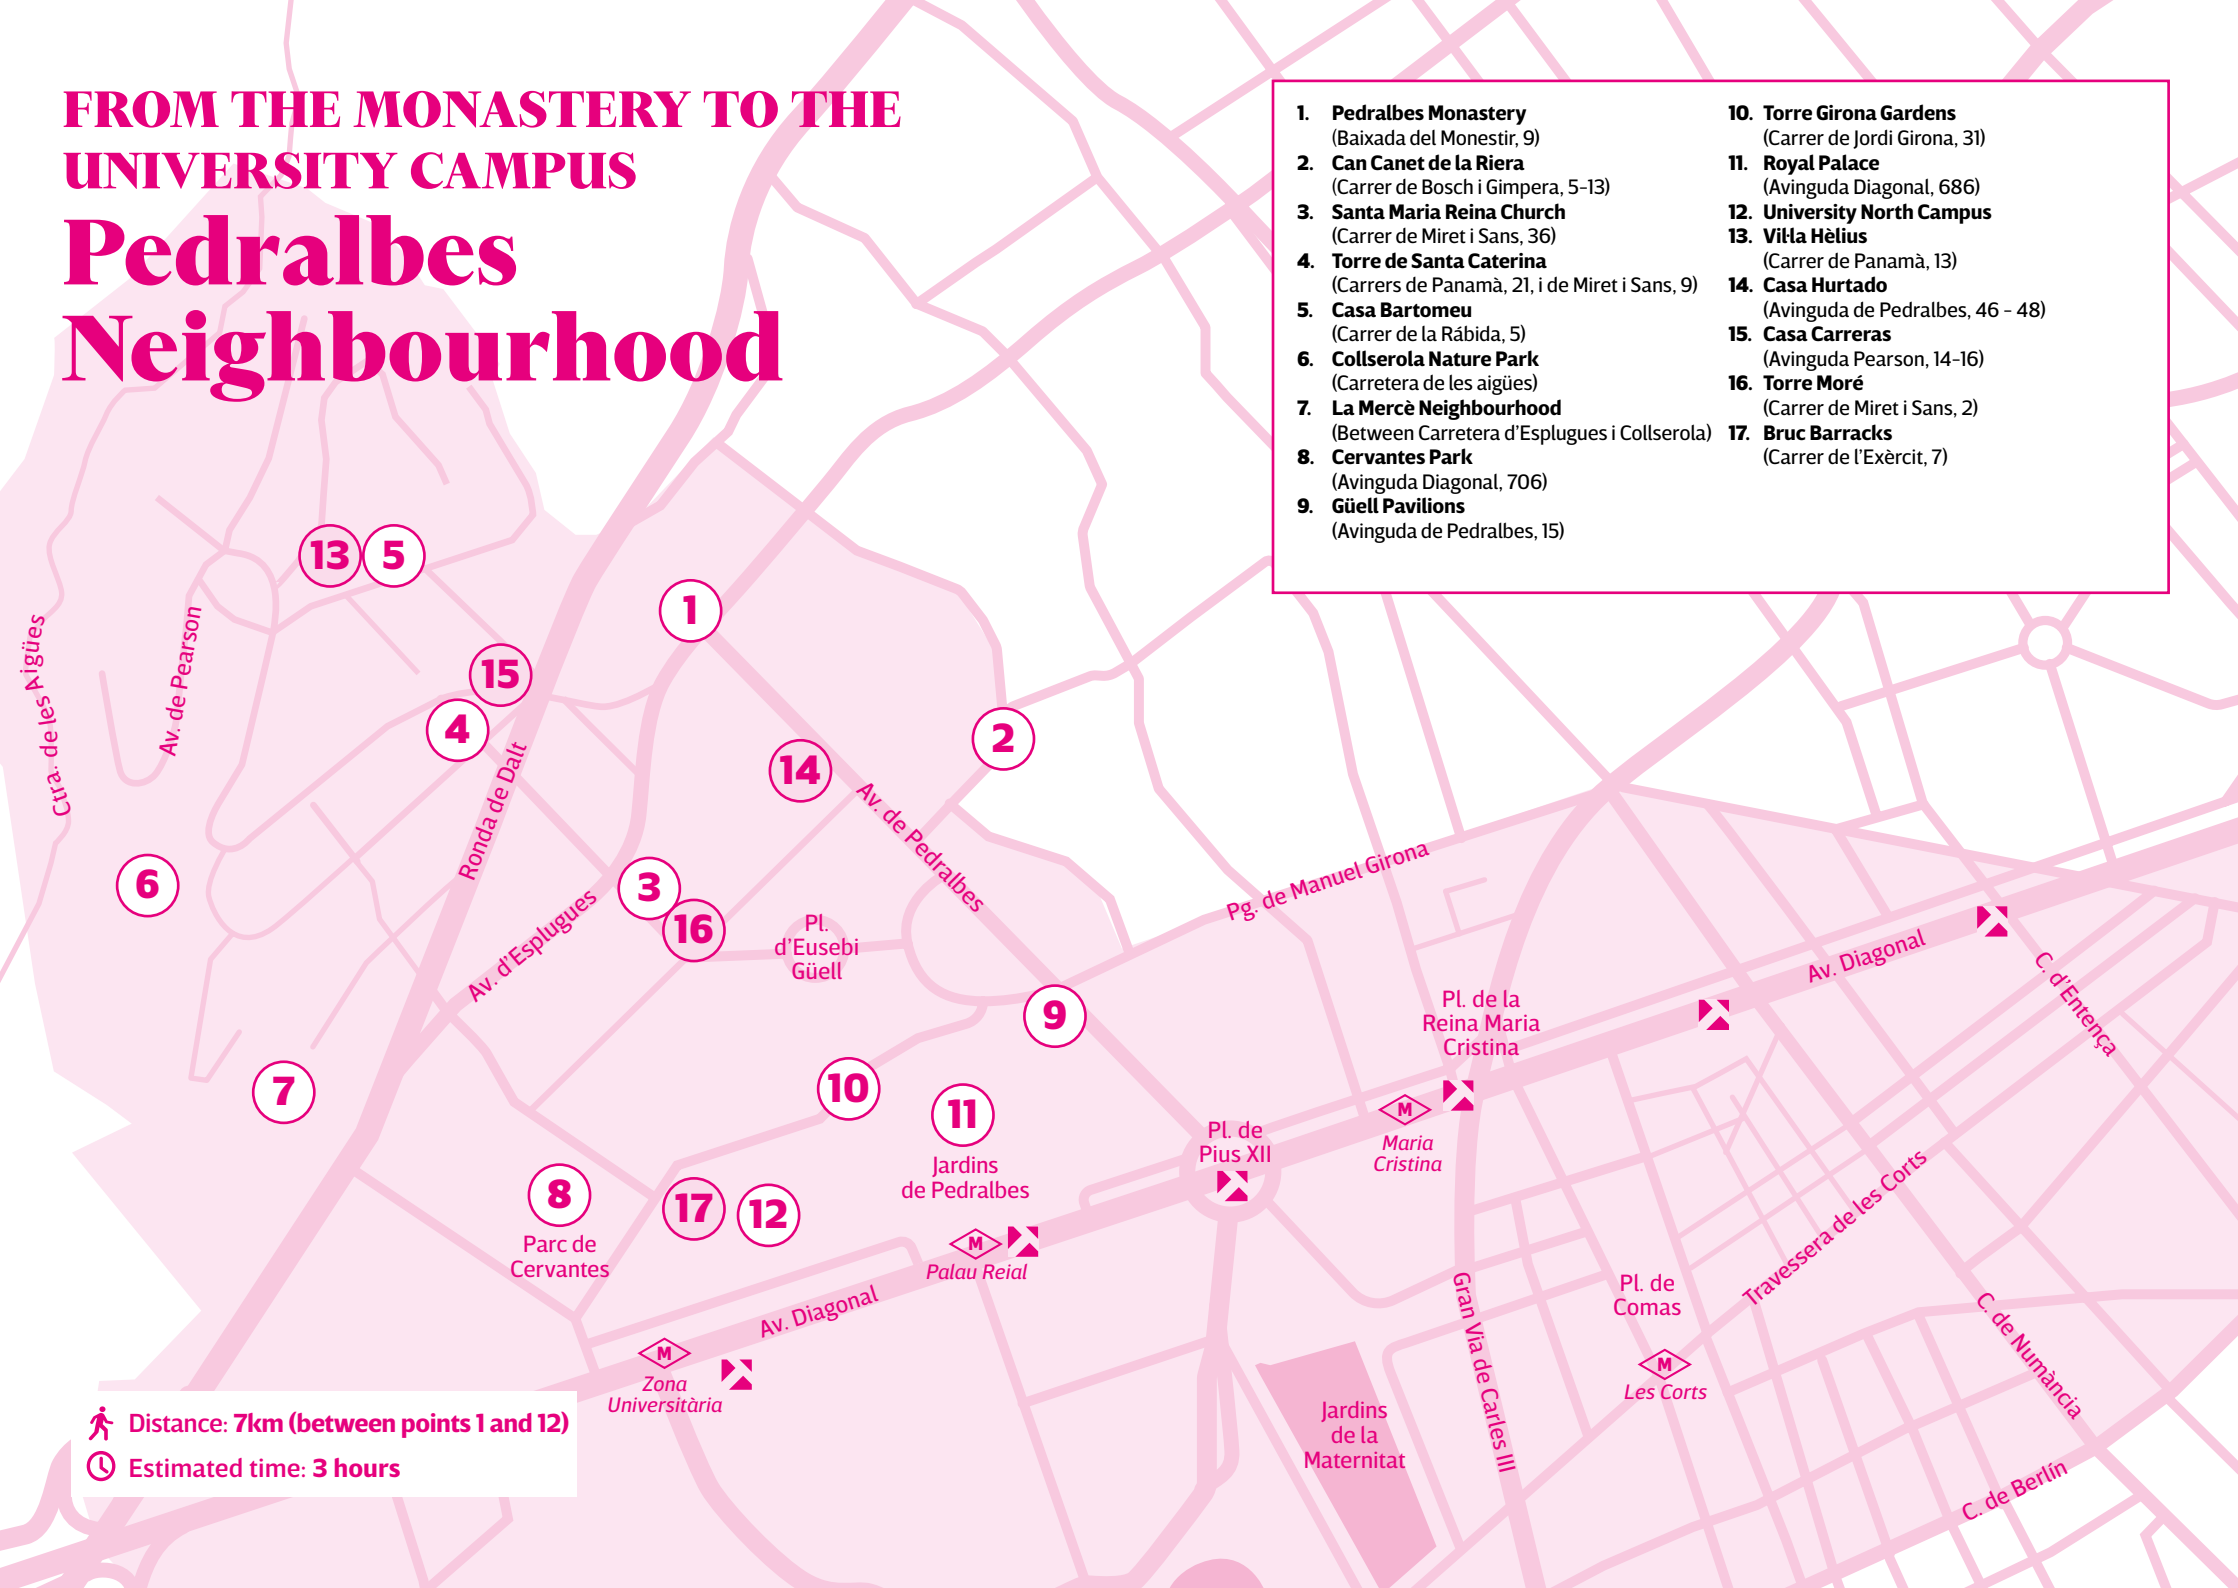 FROM THE MONASTERY TO THE
UNIVERSITY CAMPUS
Pedralbes
Neighbourhood
1. Pedralbes Monastery
(Baixada del Monestir, 9)
2. Can Canet de la Riera
(Carrer de Bosch i Gimpera, 5-13)
3. Santa Maria Reina Church
(Carrer de Miret i Sans, 36)
4. Torre de Santa Caterina
(Carrers de Panamà, 21, i de Miret i Sans, 9)
5. Casa Bartomeu
(Carrer de la Rábida, 5)
6. Collserola Nature Park
(Carretera de les aigües)
7. La Mercè Neighbourhood
(Between Carretera d'Esplugues i Collserola)
8. Cervantes Park
(Avinguda Diagonal, 706)
9. Güell Pavilions
(Avinguda de Pedralbes, 15)
10. Torre Girona Gardens
(Carrer de Jordi Girona, 31)
11. Royal Palace
(Avinguda Diagonal, 686)
12. University North Campus
13. Vil·la Hèlius
(Carrer de Panamà, 13)
14. Casa Hurtado
(Avinguda de Pedralbes, 46 - 48)
15. Casa Carreras
(Avinguda Pearson, 14-16)
16. Torre Moré
(Carrer de Miret i Sans, 2)
17. Bruc Barracks
(Carrer de l'Exèrcit, 7)
13
5
1
15
4
2
14
6
3
16
9
7
10
11
8
17
12
Ctra. de les Aigües
Av. de Pearson
Ronda de Dalt
Av. d'Esplugues
Av. de Pedralbes
Pl.
d'Eusebi
Güell
Pg. de Manuel Girona
Av. Diagonal
C. d'Entença
Pl. de la
Reina Maria
Cristina
M
Maria
Cristina
Pl. de
Pius XII
Jardins
de Pedralbes
M
Palau Reial
Parc de
Cervantes
Av. Diagonal
M
Zona
Universitària
Travessera de les Corts
Pl. de
Comas
M
Les Corts
Gran Via de Carles III
C. de Numància
C. de Berlín
Jardins
de la
Maternitat
Distance: 7km (between points 1 and 12)
Estimated time: 3 hours